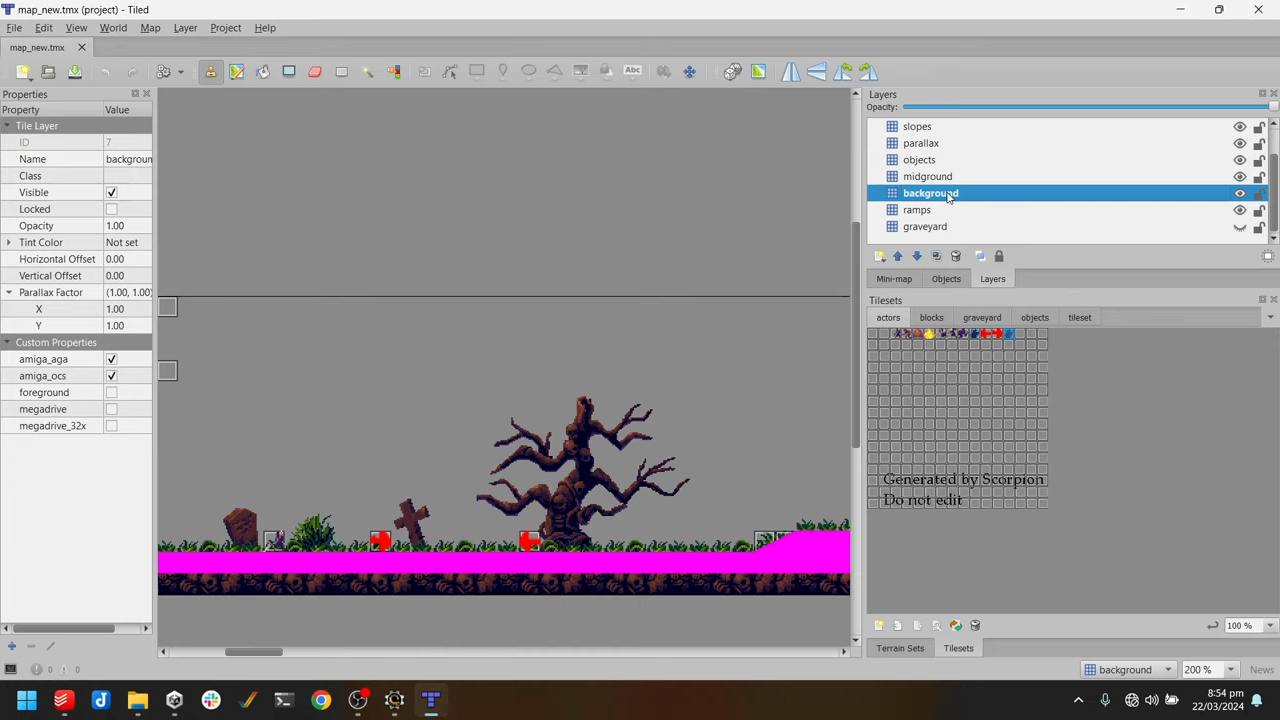 map_new.tmx (project) - Tiled
File Edit View World Map Layer Project Help
map_new.tmx
Abc
Properties
Property Value
Tile Layer
ID 7
Name backgroun
Class
Visible
Locked
Opacity 1.00
Tint Color Not set
Horizontal Offset 0.00
Vertical Offset 0.00
Parallax Factor (1.00, 1.00)
X 1.00
Y 1.00
Custom Properties
amiga_aga
amiga_ocs
foreground
megadrive
megadrive_32x
0 0
Layers
Opacity:
slopes
parallax
objects
midground
background
ramps
graveyard
Mini-map Objects Layers
Tilesets
actors blocks graveyard objects tileset
Generated by Scorpion
Do not edit
100 %
Terrain Sets Tilesets
background 200 % News
8:54 pm
22/03/2024